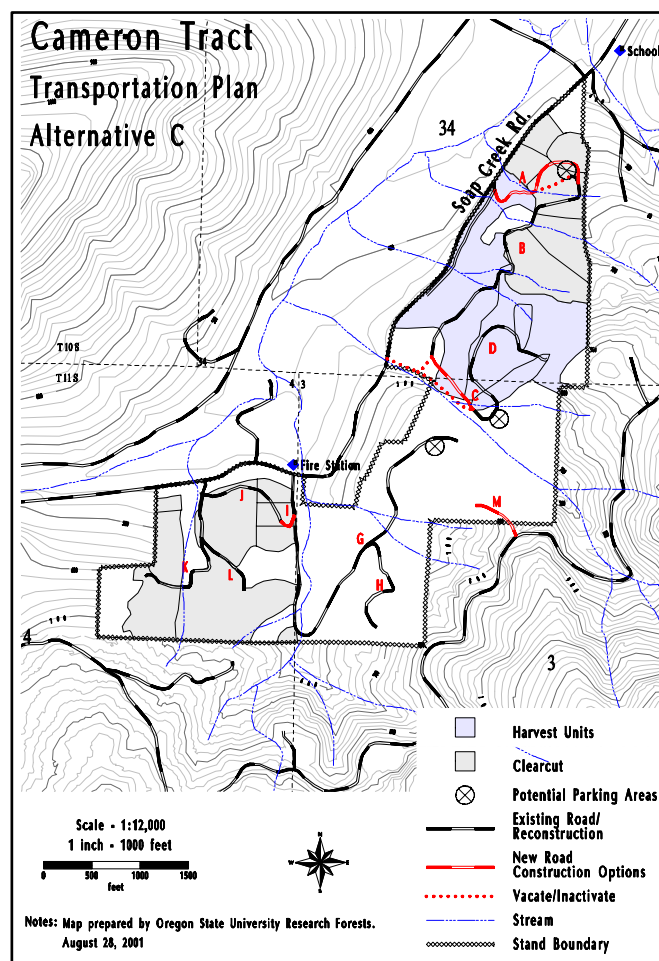 Cameron Tract
Transportation Plan
Alternative C
School
34
Soap Creek Rd.
A
B
D
T10S
T11S
34
4 3
C
Fire Station
J
I
M
G
K
L
H
4
3
Harvest Units
Clearcut
Potential Parking Areas
Existing Road/
Reconstruction
New Road
Construction Options
Vacate/Inactivate
Stream
Stand Boundary
Scale - 1:12,000
1 inch - 1000 feet
0 500 1000 1500
feet
N
W E
S
Notes: Map prepared by Oregon State University Research Forests.
August 28, 2001